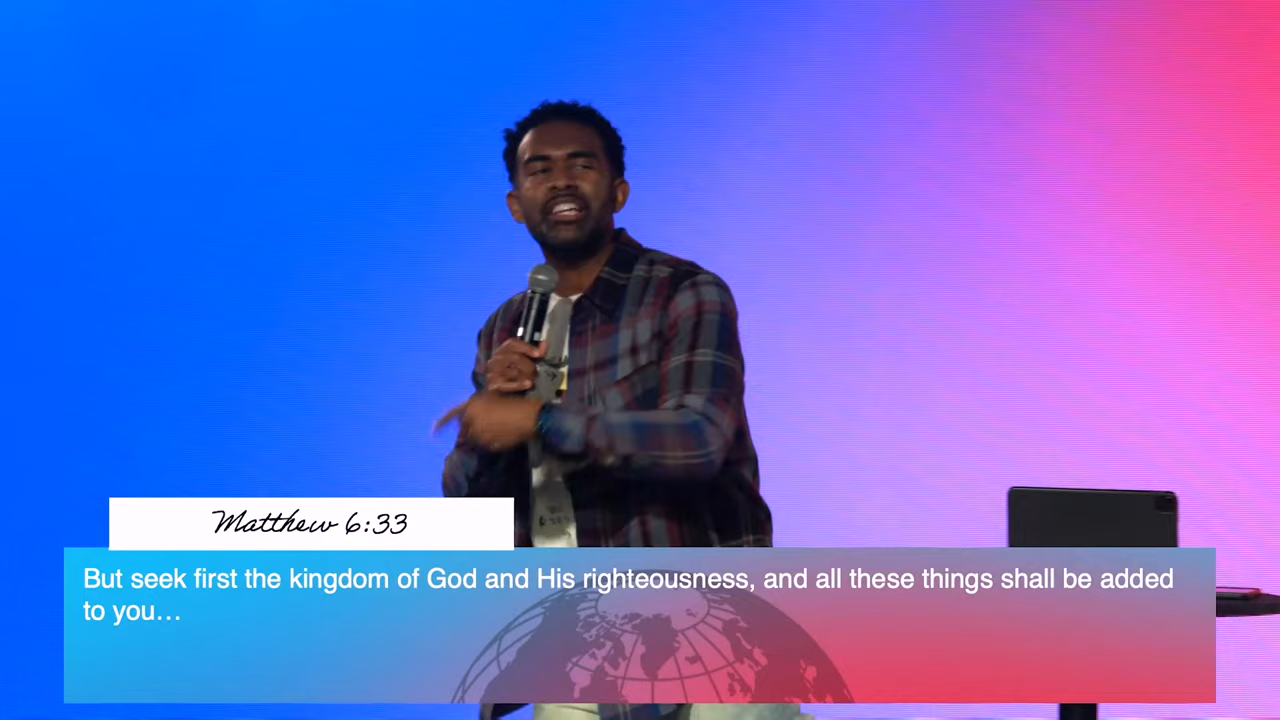 Matthew 6:33
But seek first the kingdom of God and His righteousness, and all these things shall be added
to you…